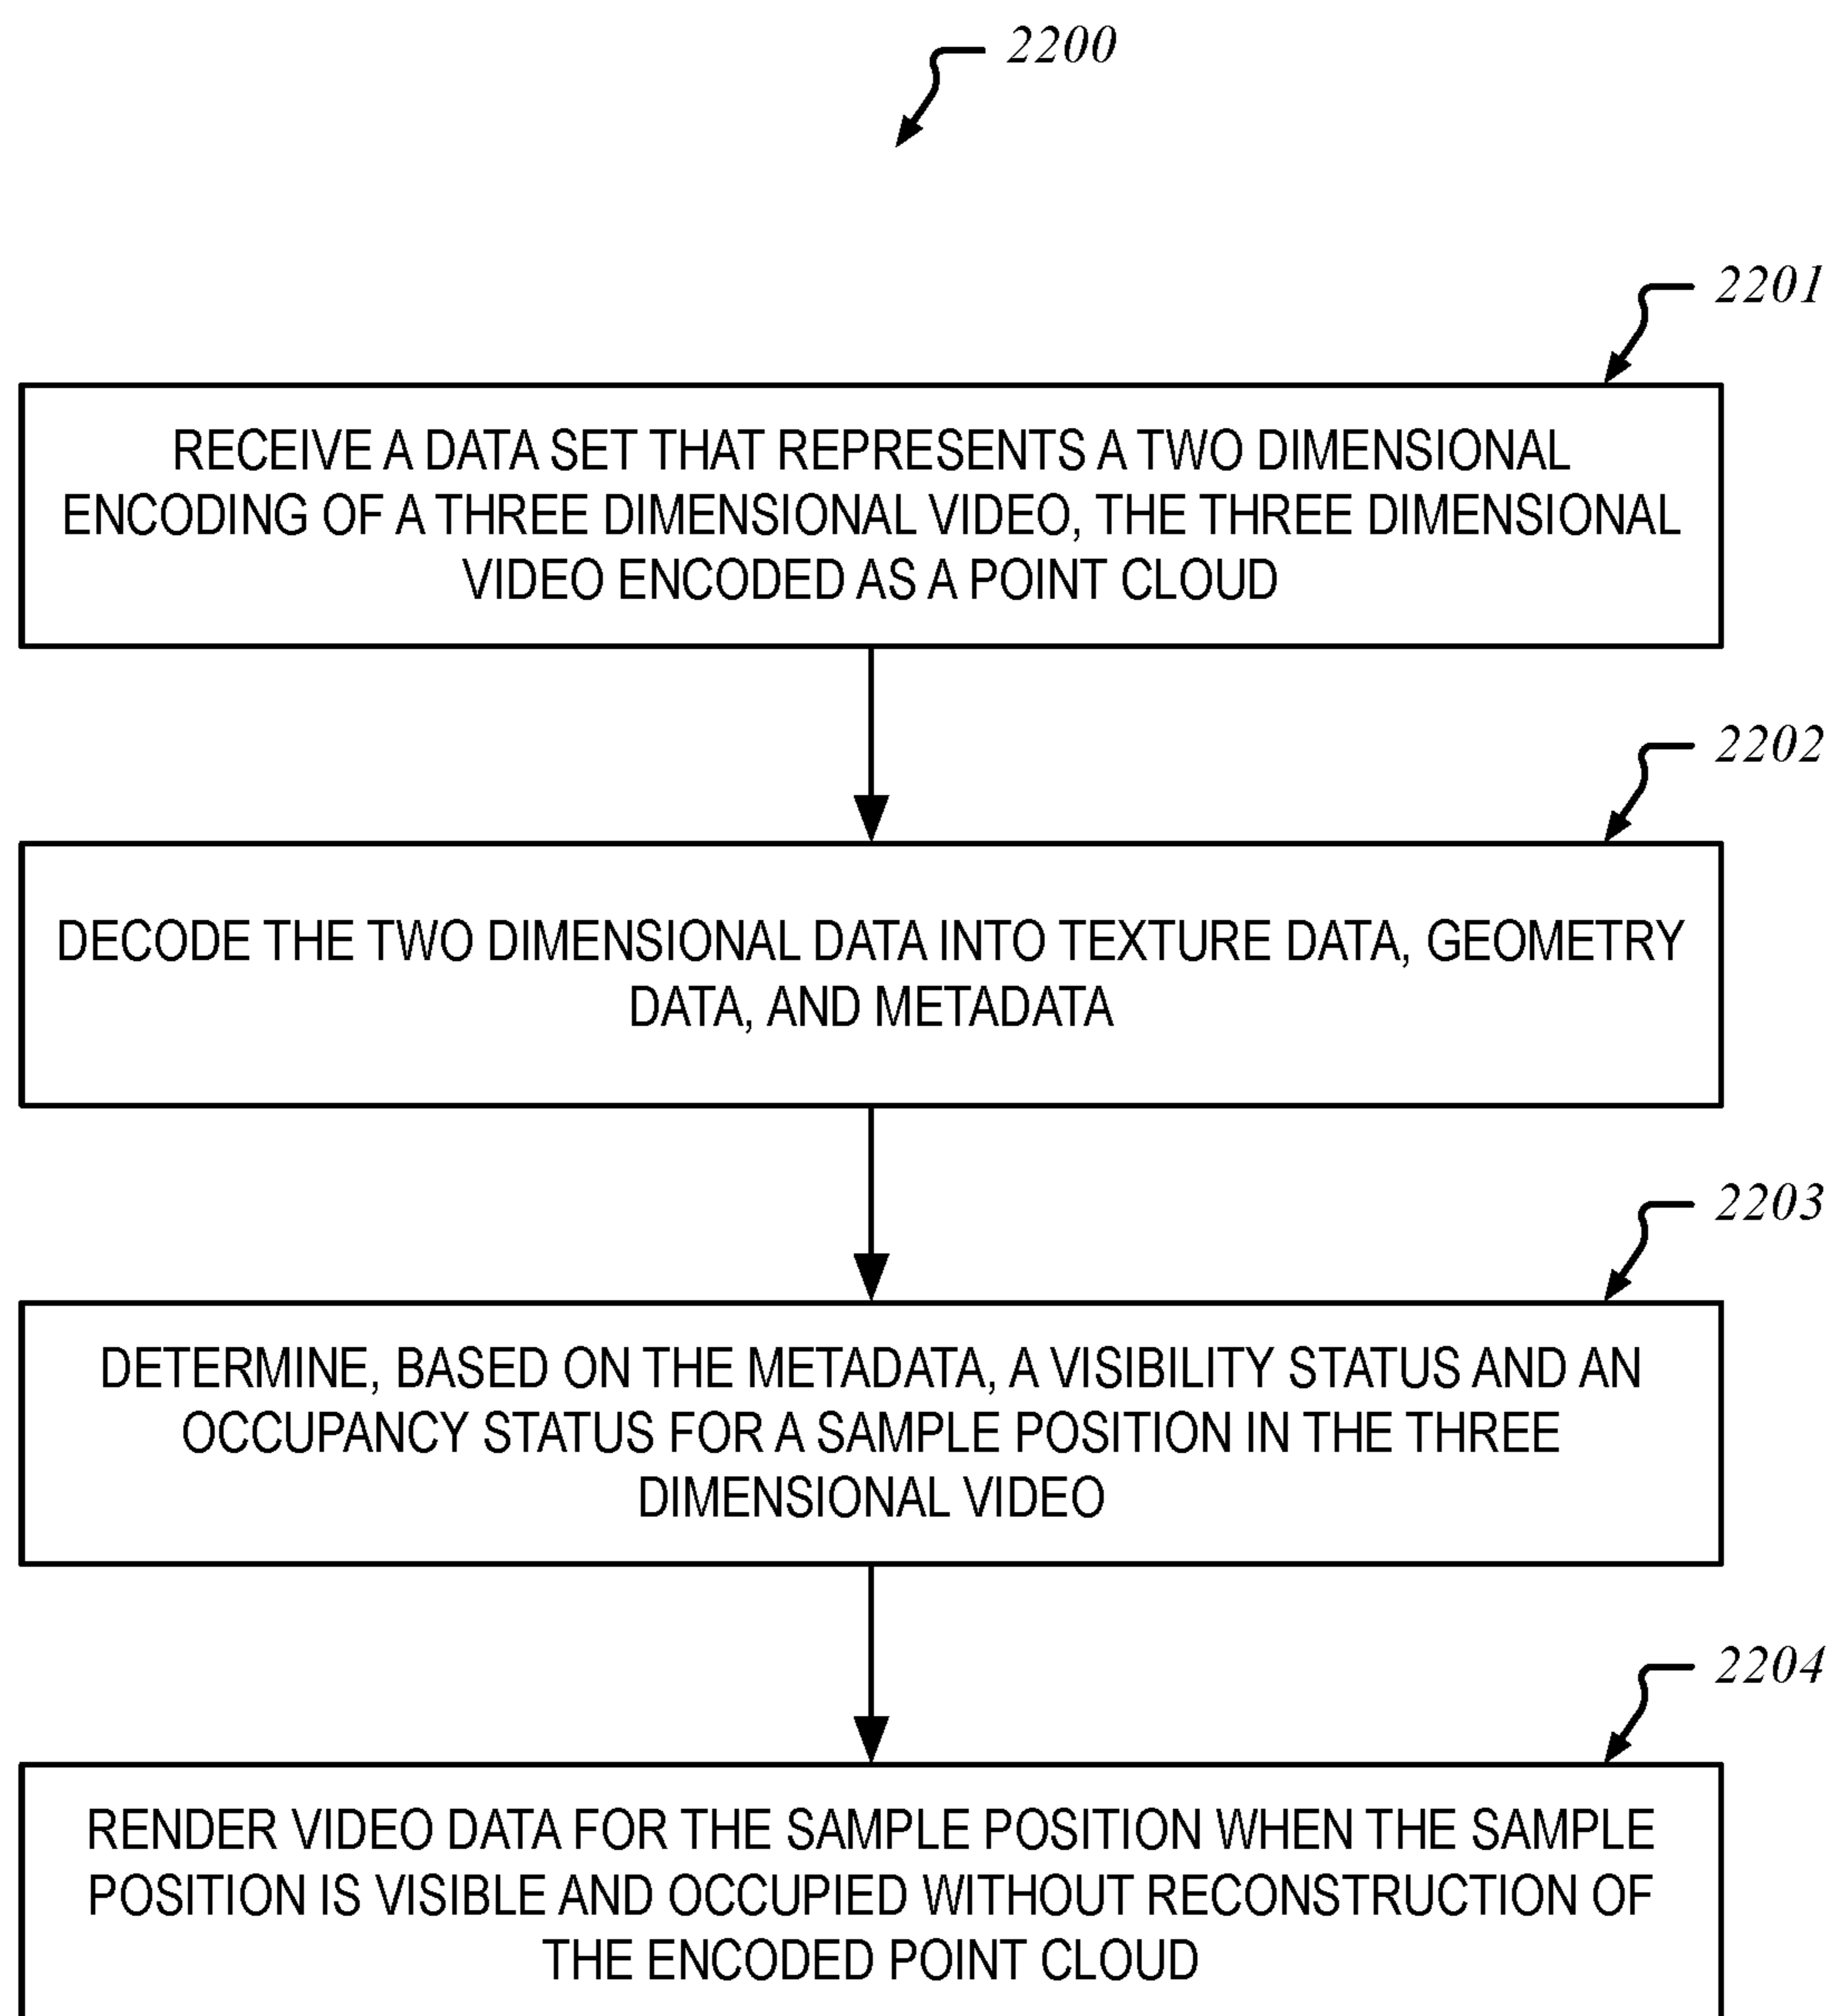 2200
2201
RECEIVE A DATA SET THAT REPRESENTS A TWO DIMENSIONAL
ENCODING OF A THREE DIMENSIONAL VIDEO, THE THREE DIMENSIONAL
VIDEO ENCODED AS A POINT CLOUD
2202
DECODE THE TWO DIMENSIONAL DATA INTO TEXTURE DATA, GEOMETRY
DATA, AND METADATA
2203
DETERMINE, BASED ON THE METADATA, A VISIBILITY STATUS AND AN
OCCUPANCY STATUS FOR A SAMPLE POSITION IN THE THREE
DIMENSIONAL VIDEO
2204
RENDER VIDEO DATA FOR THE SAMPLE POSITION WHEN THE SAMPLE
POSITION IS VISIBLE AND OCCUPIED WITHOUT RECONSTRUCTION OF
THE ENCODED POINT CLOUD